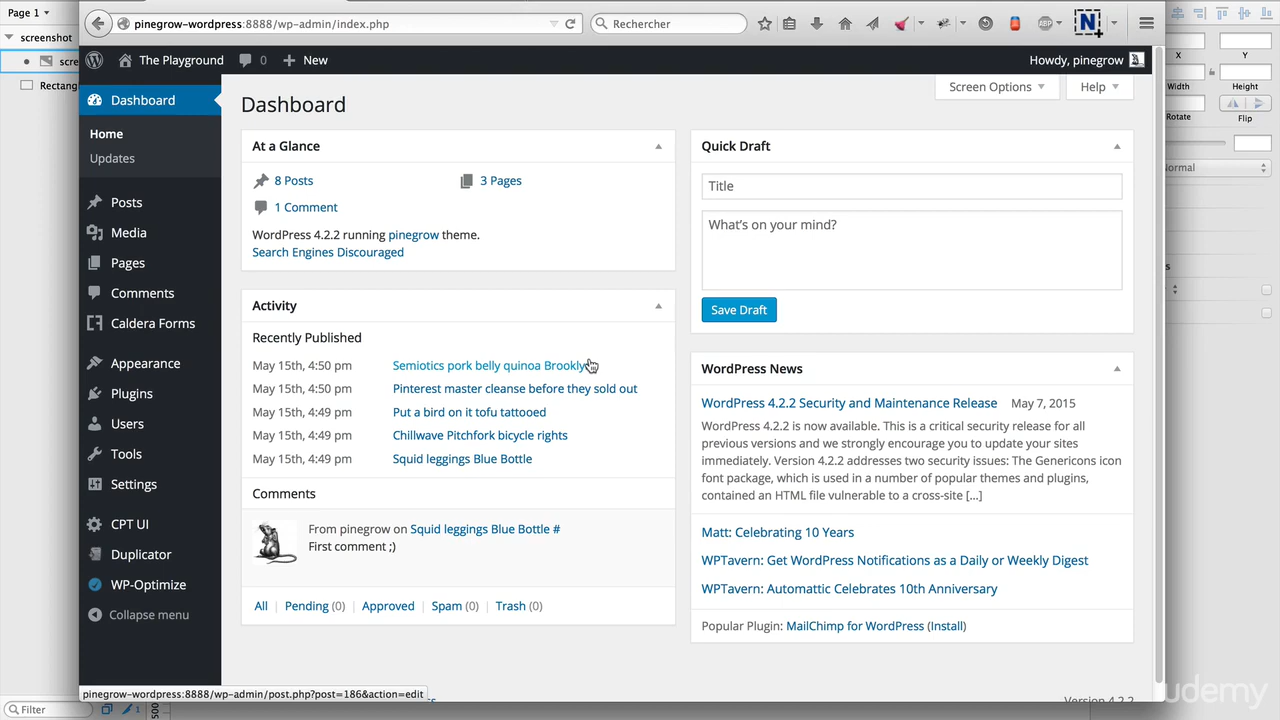 Page 1
screenshot
scre
Rectang
pinegrow-wordpress:8888/wp-admin/index.php
Rechercher
ABP
N
The Playground
0
New
Howdy, pinegrow
Dashboard
Home
Updates
Posts
Media
Pages
Comments
Caldera Forms
Appearance
Plugins
Users
Tools
Settings
CPT UI
Duplicator
WP-Optimize
Collapse menu
Dashboard
Screen Options
Help
At a Glance
8 Posts
3 Pages
1 Comment
WordPress 4.2.2 running pinegrow theme.
Search Engines Discouraged
Activity
Recently Published
May 15th, 4:50 pm Semiotics pork belly quinoa Brookly
May 15th, 4:50 pm Pinterest master cleanse before they sold out
May 15th, 4:49 pm Put a bird on it tofu tattooed
May 15th, 4:49 pm Chillwave Pitchfork bicycle rights
May 15th, 4:49 pm Squid leggings Blue Bottle
Comments
From pinegrow on Squid leggings Blue Bottle #
First comment ;)
All | Pending (0) | Approved | Spam (0) | Trash (0)
Quick Draft
Title
What's on your mind?
Save Draft
WordPress News
WordPress 4.2.2 Security and Maintenance Release May 7, 2015
WordPress 4.2.2 is now available. This is a critical security release for all
previous versions and we strongly encourage you to update your sites
immediately. Version 4.2.2 addresses two security issues: The Genericons icon
font package, which is used in a number of popular themes and plugins,
contained an HTML file vulnerable to a cross-site […]
Matt: Celebrating 10 Years
WPTavern: Get WordPress Notifications as a Daily or Weekly Digest
WPTavern: Automattic Celebrates 10th Anniversary
Popular Plugin: MailChimp for WordPress (Install)
Version 4.2.2
pinegrow-wordpress:8888/wp-admin/post.php?post=186&action=edit
X
Y
Width
Height
Rotate
Flip
ormal
s
Filter
1
500
udemy